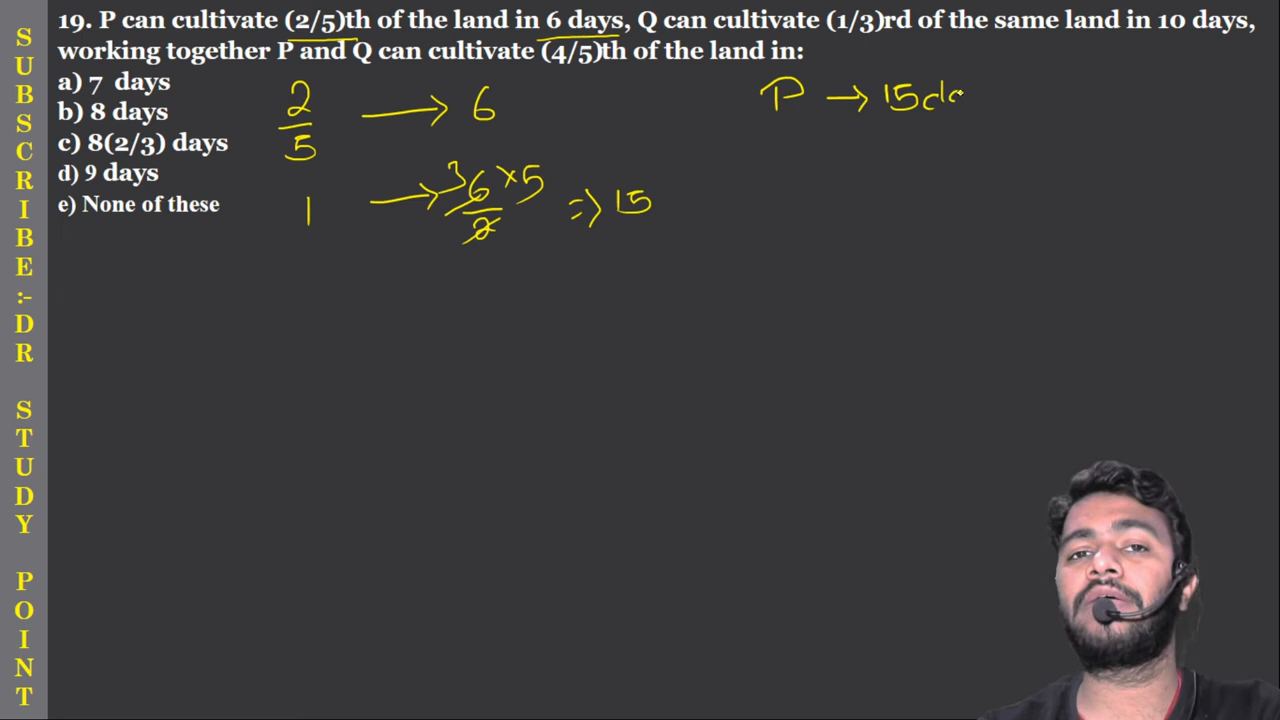 SUBSCRIBE:-DR STUDY POINT
19. P can cultivate (2/5)th of the land in 6 days, Q can cultivate (1/3)rd of the same land in 10 days,
working together P and Q can cultivate (4/5)th of the land in:
a) 7 days
b) 8 days
c) 8(2/3) days
d) 9 days
e) None of these
2/5 → 6
1 → 3 6×5/2 => 15
P → 15 da